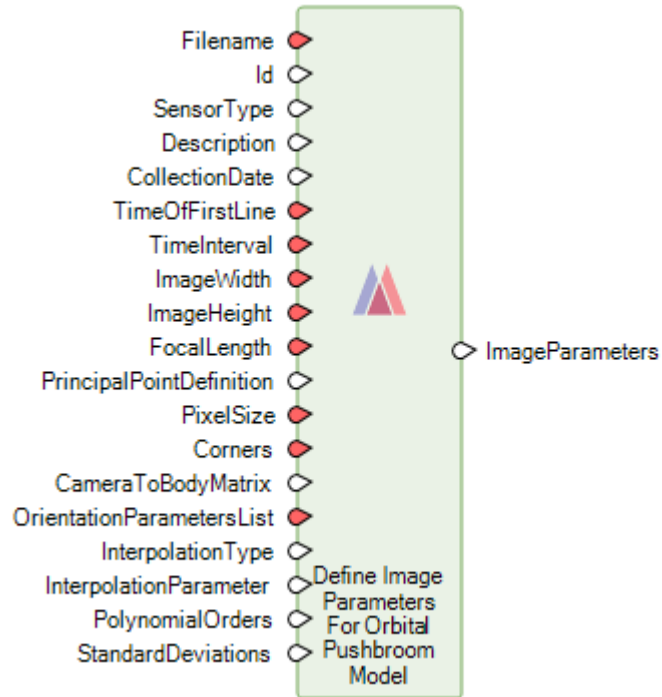 Filename
Id
SensorType
Description
CollectionDate
TimeOfFirstLine
TimeInterval
ImageWidth
ImageHeight
FocalLength
ImageParameters
PrincipalPointDefinition
PixelSize
Corners
CameraToBodyMatrix
OrientationParametersList
InterpolationType
InterpolationParameter
PolynomialOrders
StandardDeviations
Define Image
Parameters
For Orbital
Pushbroom
Model